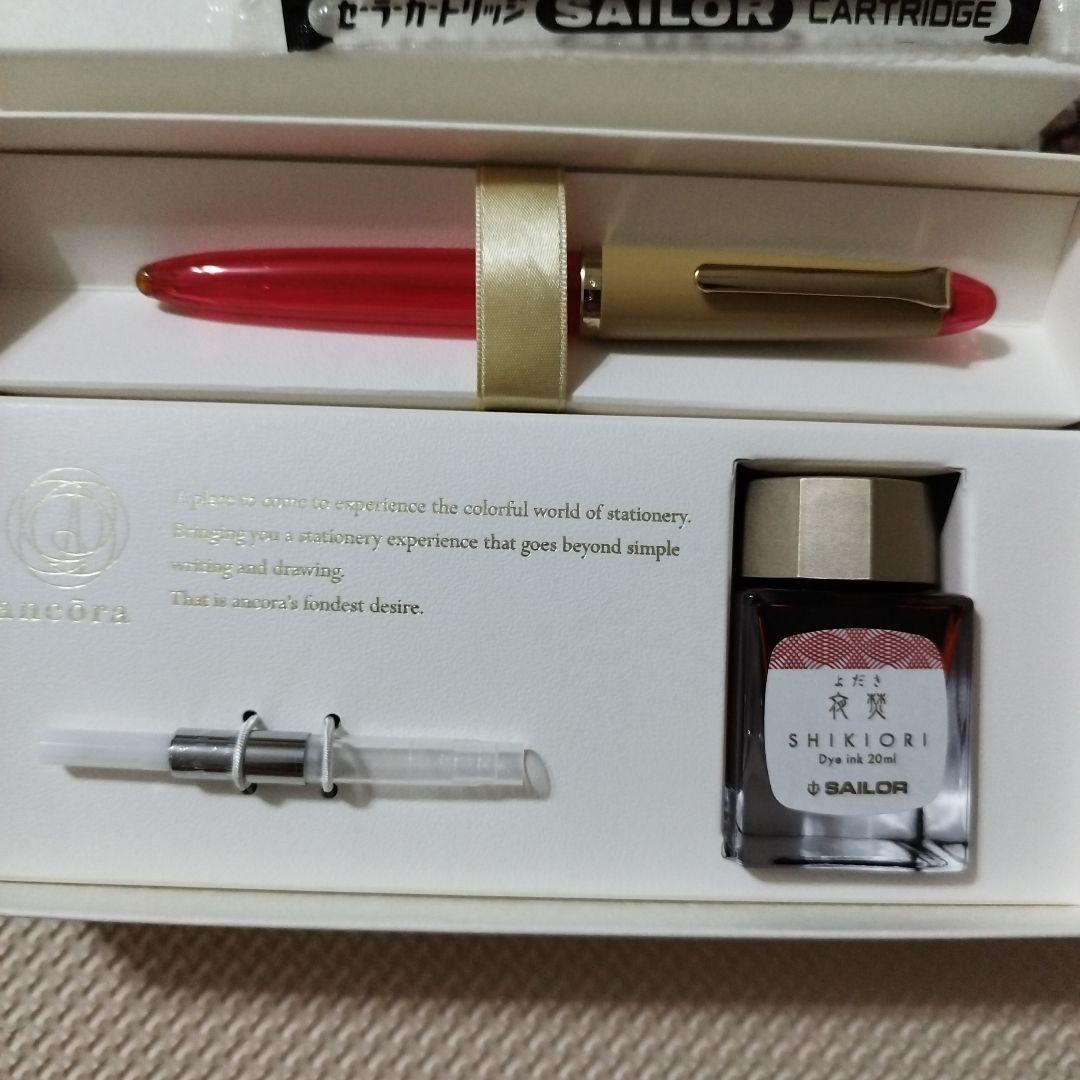 セーラーカートリッジ SAILOR CARTRIDGE
A place to come to experience the colorful world of stationery.
Bringing you a stationery experience that goes beyond simple
writing and drawing.
That is ancora's fondest desire.
ancōra
よだき
夜焚
SHIKIORI
Dye ink 20ml
SAILOR